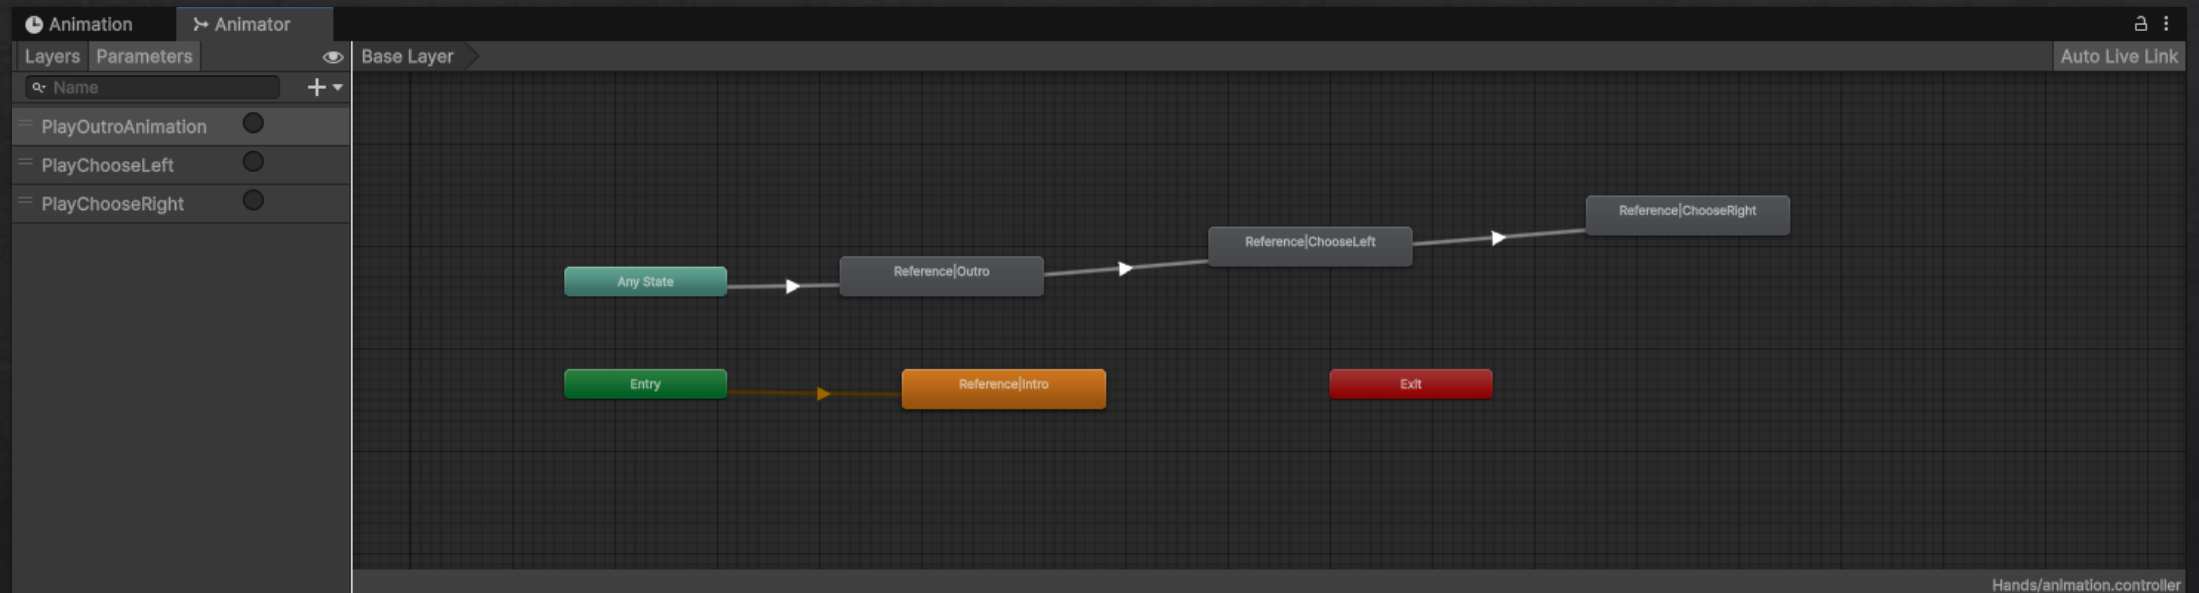 Animation
Animator
Layers
Parameters
Base Layer
Auto Live Link
Name
PlayOutroAnimation
PlayChooseLeft
PlayChooseRight
Reference|ChooseRight
Reference|ChooseLeft
Reference|Outro
Any State
Entry
Reference|Intro
Exit
Hands/animation.controller